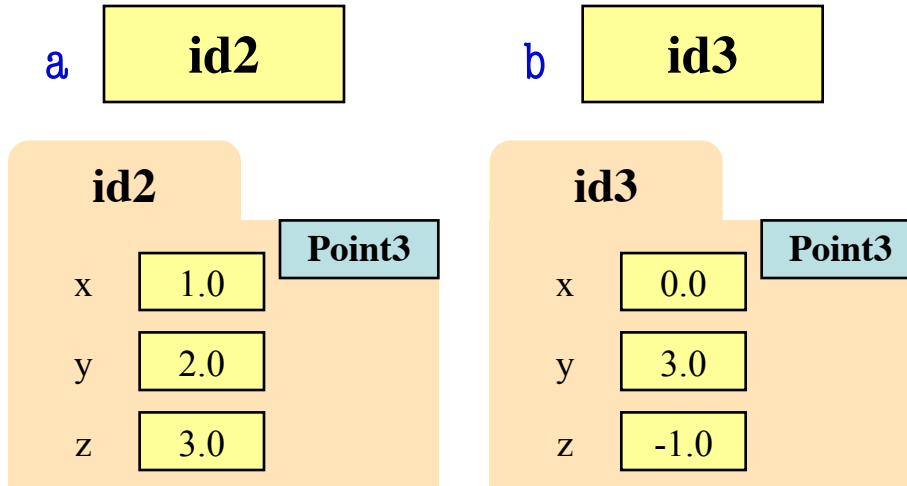 a id2
b id3
id2
Point3
x 1.0
y 2.0
z 3.0
id3
Point3
x 0.0
y 3.0
z -1.0